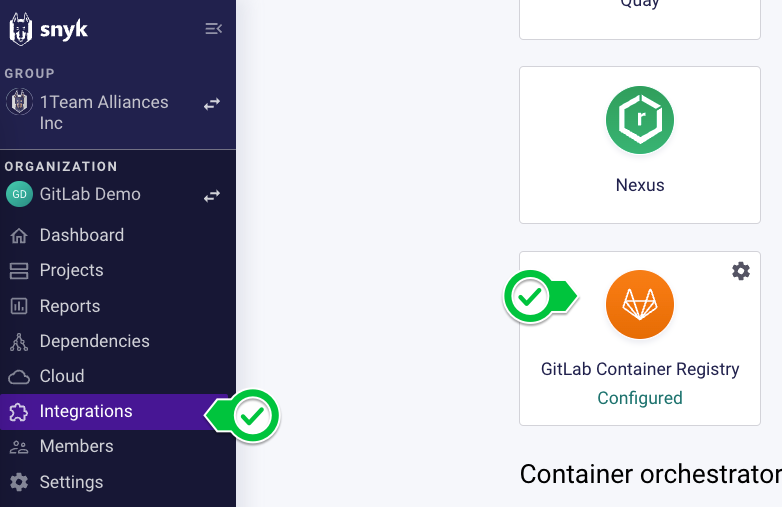 snyk
GROUP
1Team Alliances
Inc
ORGANIZATION
GD
GitLab Demo
Dashboard
Projects
Reports
Dependencies
Cloud
Integrations
Members
Settings
Quay
r
Nexus
GitLab Container Registry
Configured
Container orchestrator